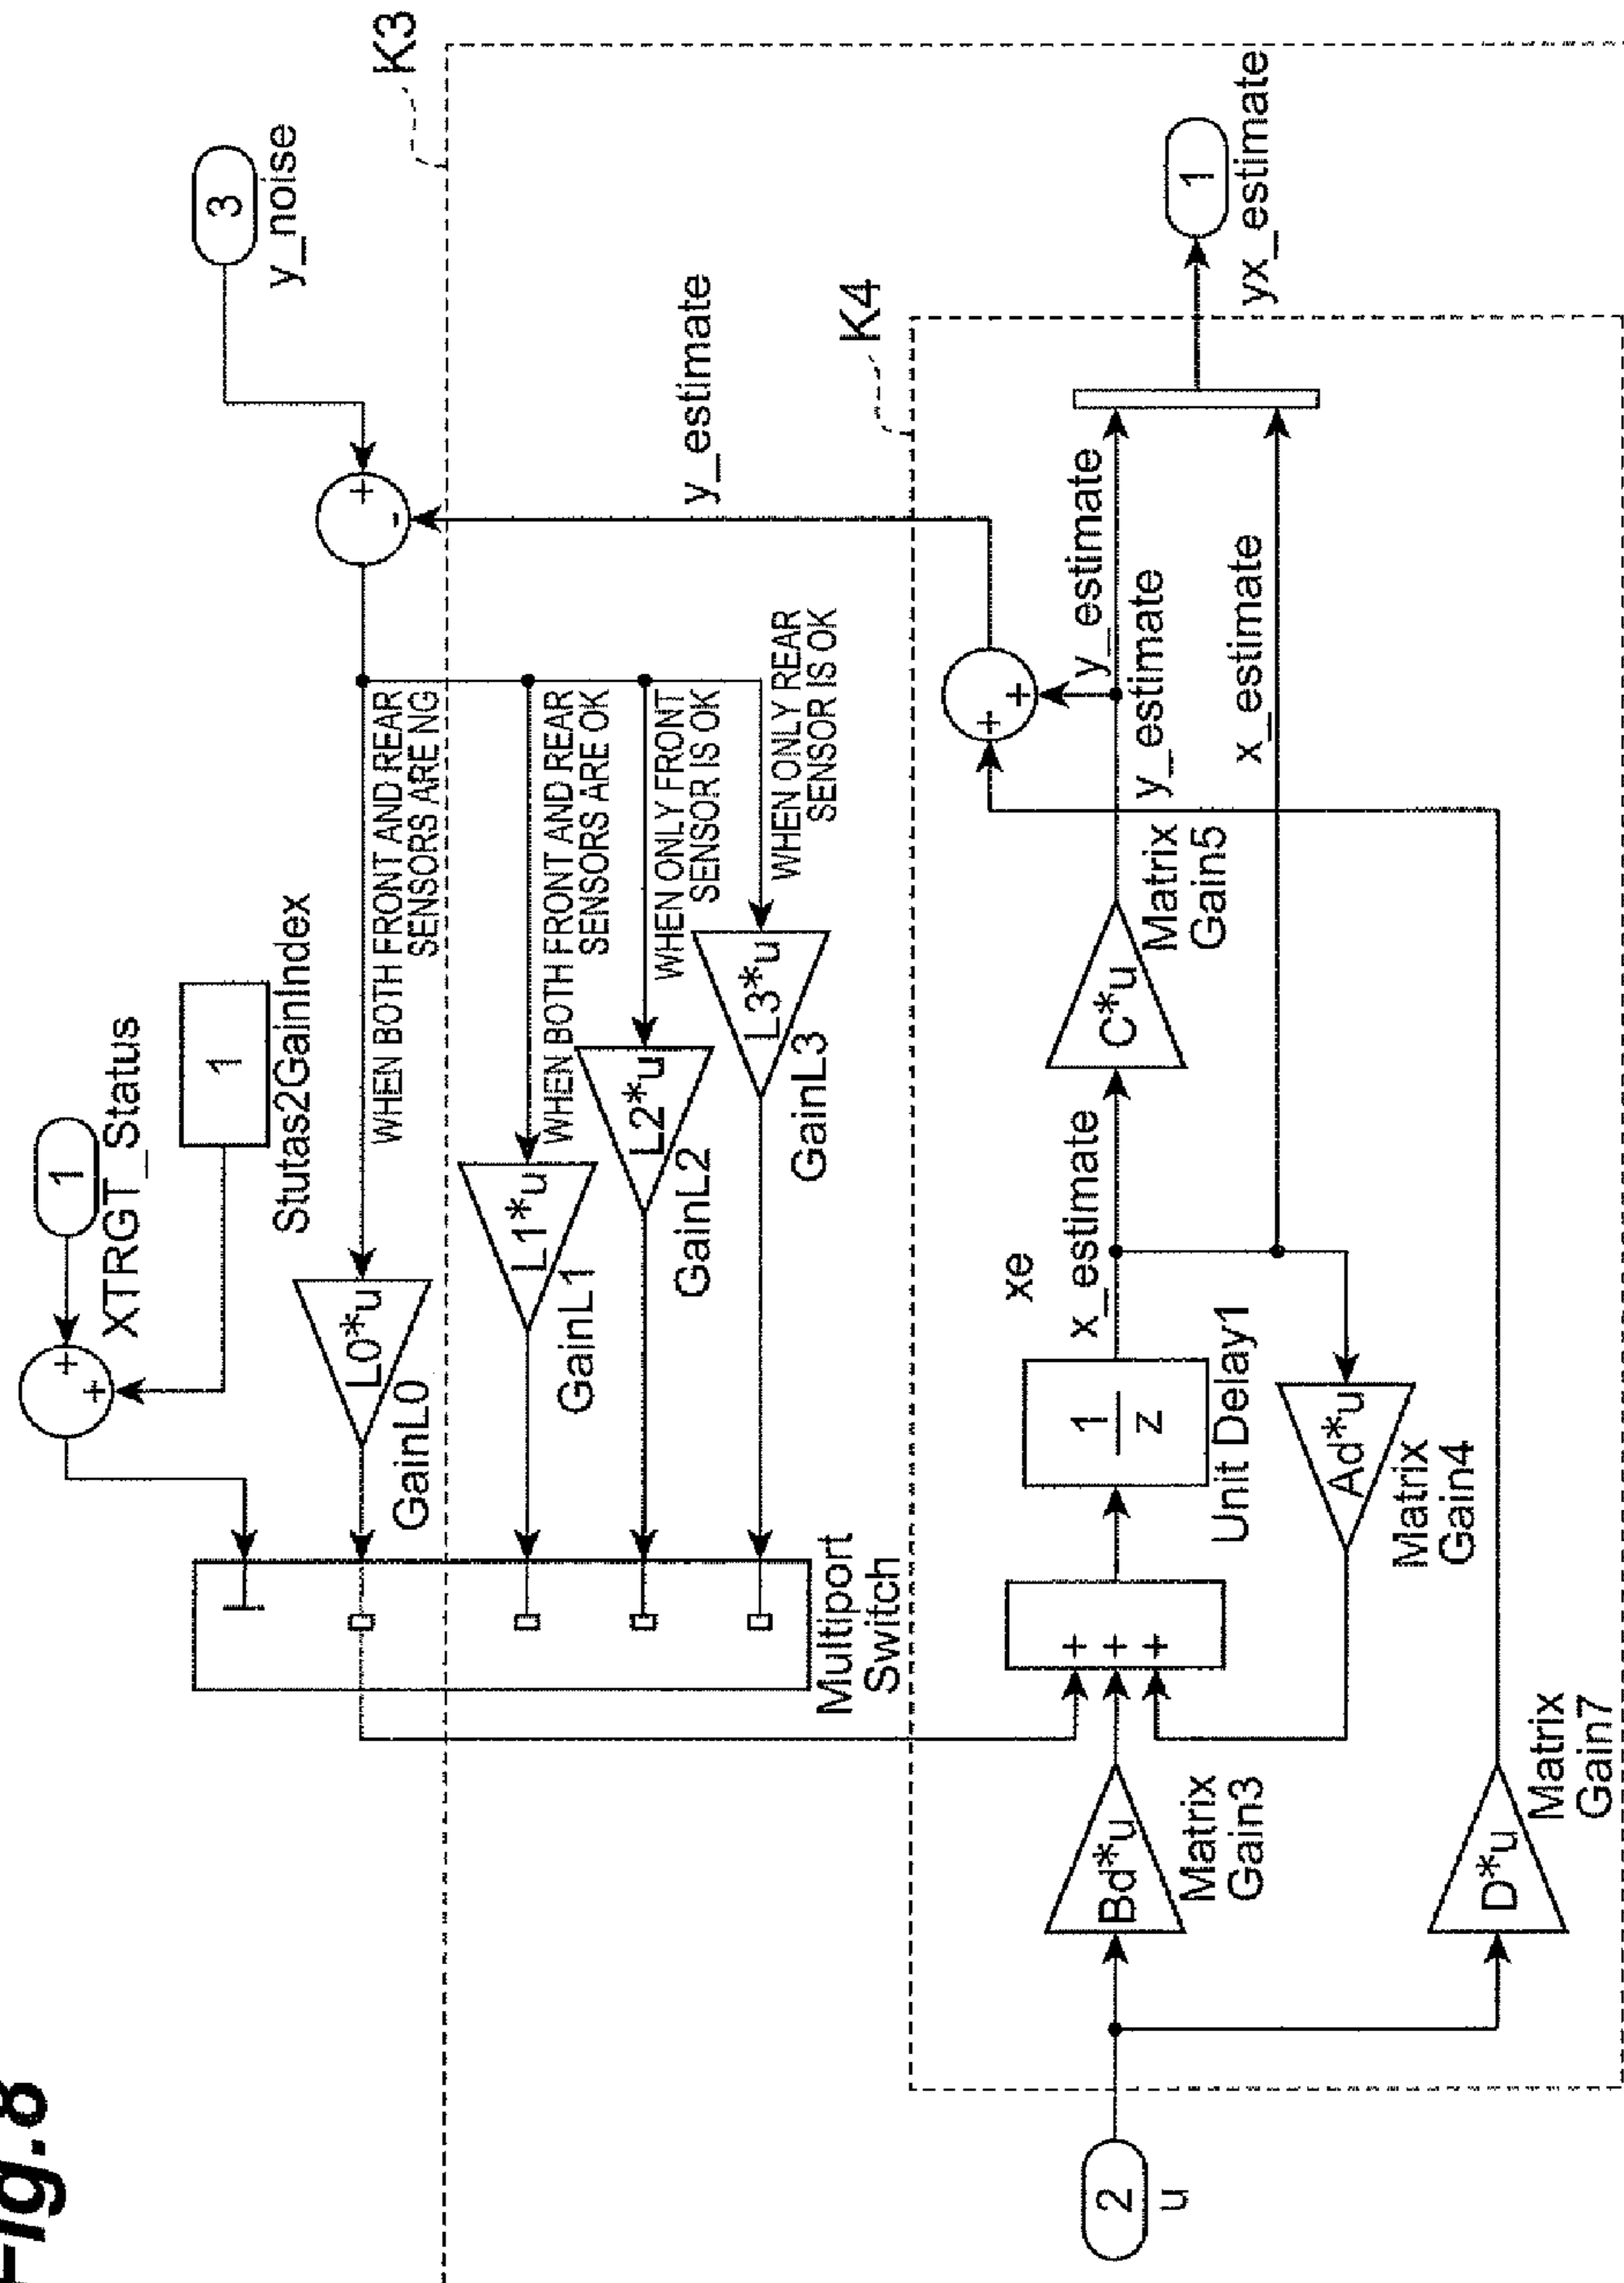 Fig.8
1
XTRGT_Status
1
Stutas2GainIndex
3
y_noise
K3
+
+
+
-
L0*u
GainL0
WHEN BOTH FRONT AND REAR
SENSORS ARE NG
L1*u
GainL1
WHEN BOTH FRONT AND REAR
SENSORS ARE OK
L2*u
GainL2
WHEN ONLY FRONT
SENSOR IS OK
L3*u
GainL3
WHEN ONLY REAR
SENSOR IS OK
Multiport
Switch
y_estimate
K4
2
u
Bd*u
Matrix
Gain3
+
+
+
1
z
Unit Delay1
xe
x_estimate
Ad*u
Matrix
Gain4
C*u
Matrix
Gain5
+
+
y_estimate
y_estimate
x_estimate
1
yx_estimate
D*u
Matrix
Gain7